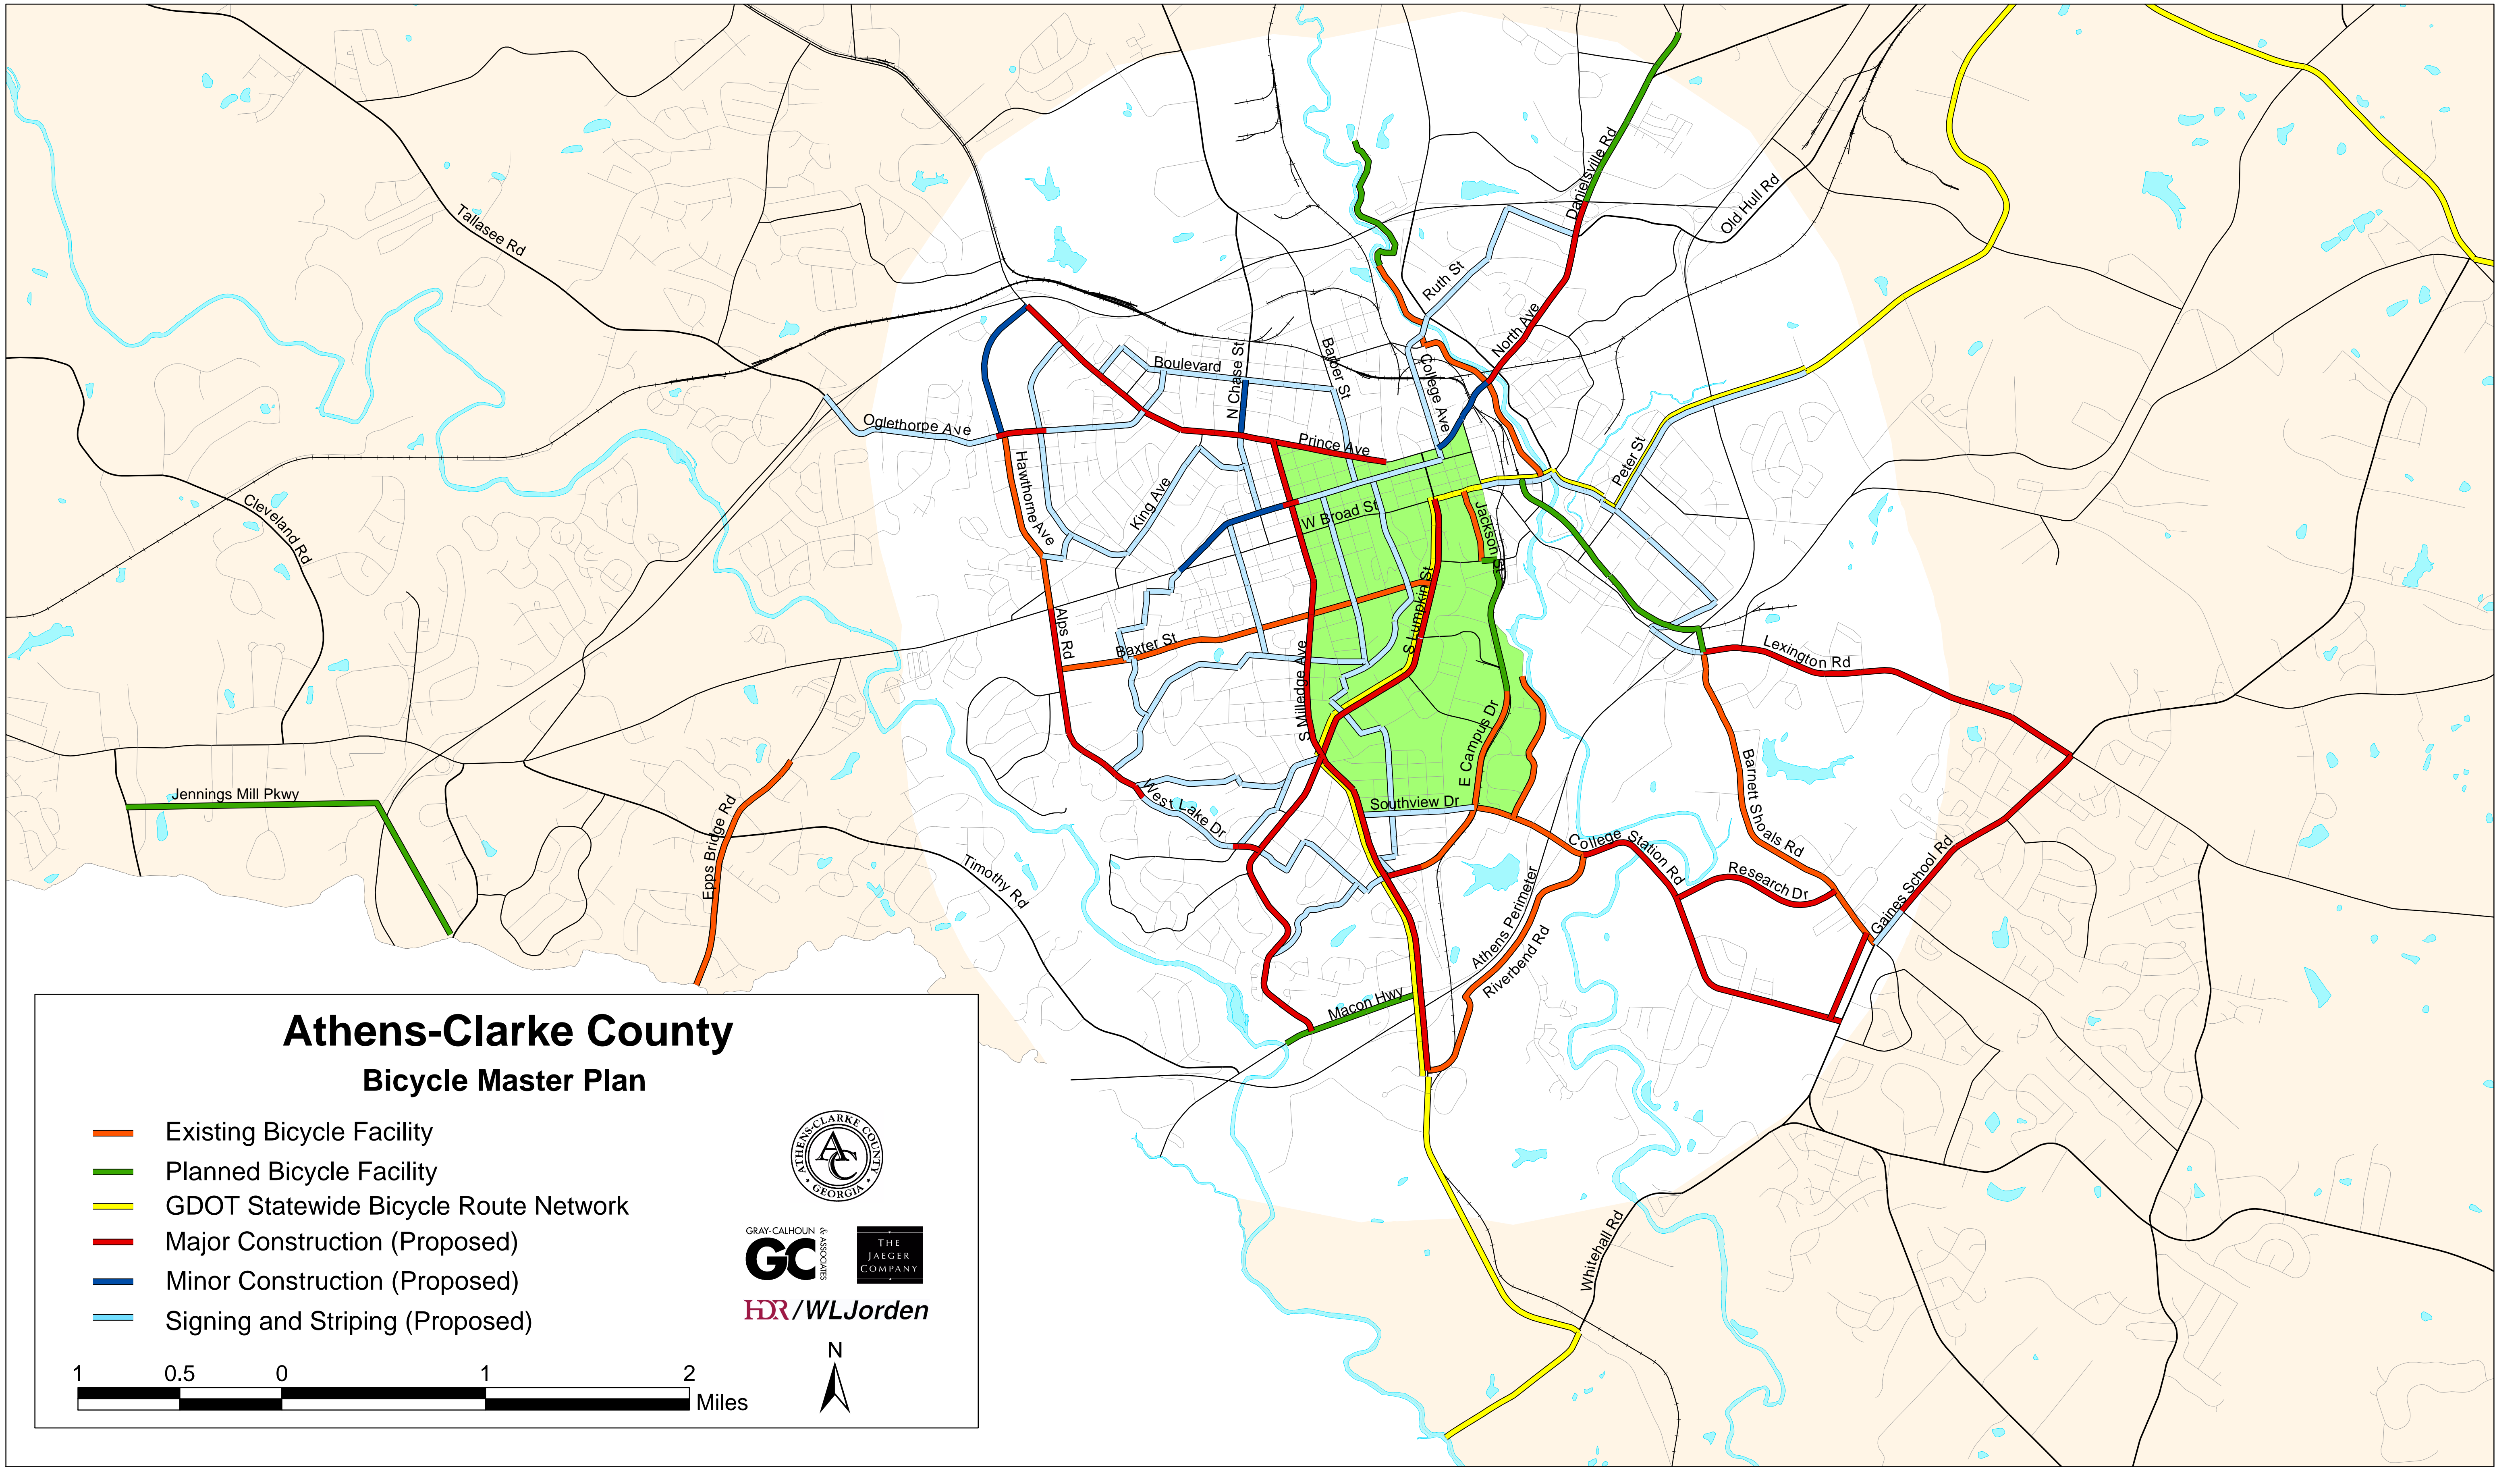 Danielsville Rd
Old Hull Rd
Tallasee Rd
Ruth St
North Ave
Boulevard
N Chase St
Barber St
College Ave
Oglethorpe Ave
Prince Ave
Hawthorne Ave
King Ave
Peter St
Cleveland Rd
W Broad St
Jackson St
S Lumpkin St
Alps Rd
Baxter St
Lexington Rd
S Milledge Ave
E Campus Dr
Barnett Shoals Rd
Jennings Mill Pkwy
Epps Bridge Rd
West Lake Dr
Southview Dr
College Station Rd
Research Dr
Gaines School Rd
Timothy Rd
Athens Perimeter
Riverbend Rd
Macon Hwy
Whitehall Rd
Athens-Clarke County
Bicycle Master Plan
Existing Bicycle Facility
Planned Bicycle Facility
GDOT Statewide Bicycle Route Network
Major Construction (Proposed)
Minor Construction (Proposed)
Signing and Striping (Proposed)
ATHENS-CLARKE COUNTY
AC
GEORGIA
GRAY-CALHOUN
& ASSOCIATES
GC
THE
JAEGER
COMPANY
HDR/WLJorden
N
1 0.5 0 1 2
Miles